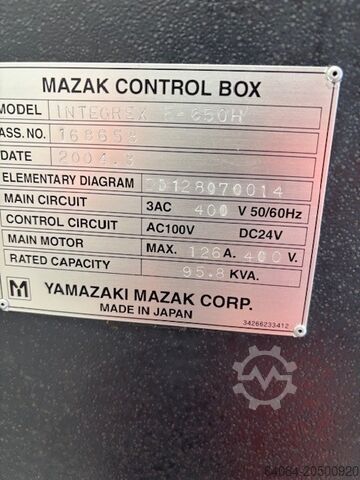 MAZAK CONTROL BOX
MODEL INTEGREX E-650H
ASS. NO. 168653
DATE 2004.3
ELEMENTARY DIAGRAM DD128070014
MAIN CIRCUIT 3AC 400 V 50/60Hz
CONTROL CIRCUIT AC100V DC24V
MAIN MOTOR MAX. 126 A. 400 V.
RATED CAPACITY 95.8 KVA.
M YAMAZAKI MAZAK CORP.
MADE IN JAPAN
34266233412
64084-20500920